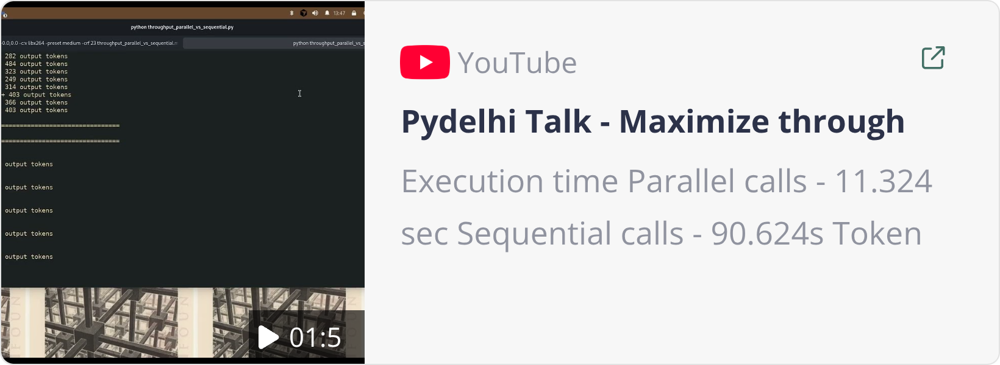 13:47
python throughput_parallel_vs_sequential.py
0.0,0.0 -c:v libx264 -preset medium -crf 23 throughput_parallel_vs_sequential.m
python throughput_parallel_vs_s
282 output tokens
484 output tokens
323 output tokens
249 output tokens
314 output tokens
+ 403 output tokens
366 output tokens
403 output tokens
================================
================================
output tokens
output tokens
output tokens
output tokens
output tokens
01:5
YouTube
Pydelhi Talk - Maximize through
Execution time Parallel calls - 11.324
sec Sequential calls - 90.624s Token